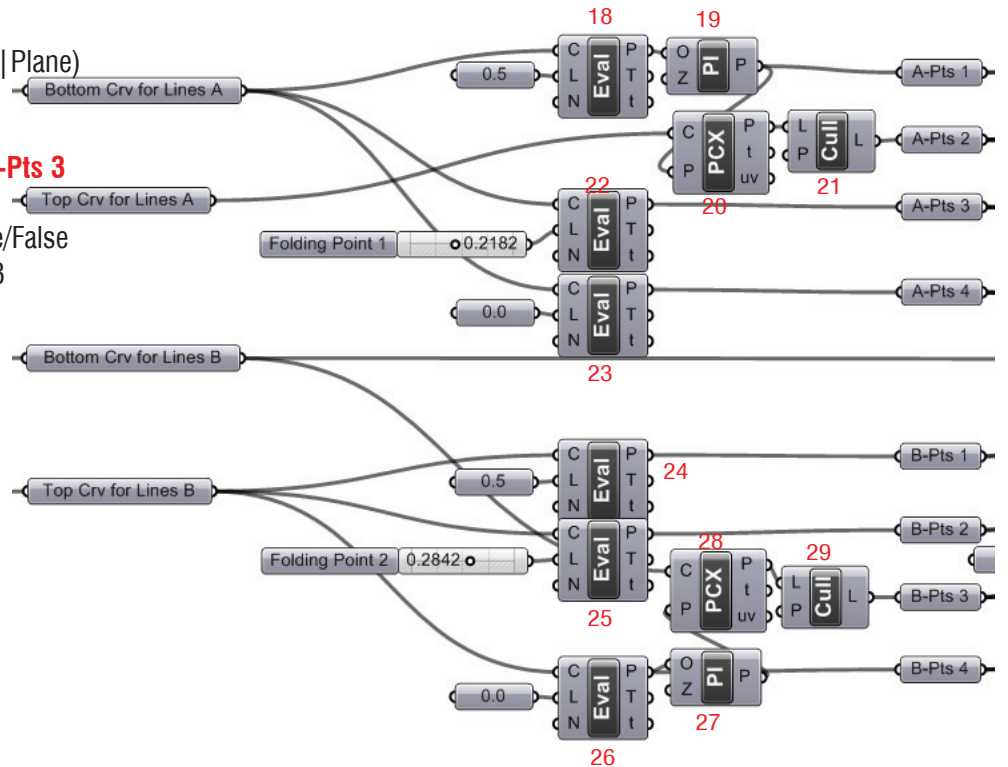 18
19
| Plane)
C P
L T
N t
Eval
0.5
O P
Z
Pl
A-Pts 1
Bottom Crv for Lines A
C P
P t
uv
PCX
L L
P
Cull
A-Pts 2
-Pts 3
20
21
22
Top Crv for Lines A
C P
L T
N t
Eval
A-Pts 3
e/False
Folding Point 1 0.2182
3
C P
L T
N t
Eval
A-Pts 4
0.0
23
Bottom Crv for Lines B
C P
L T
N t
Eval
24
B-Pts 1
0.5
Top Crv for Lines B
C P
L T
N t
Eval
B-Pts 2
Folding Point 2 0.2842
25
28
29
C P
P t
uv
PCX
L L
P
Cull
B-Pts 3
C P
L T
N t
Eval
0.0
26
O P
Z
Pl
27
B-Pts 4